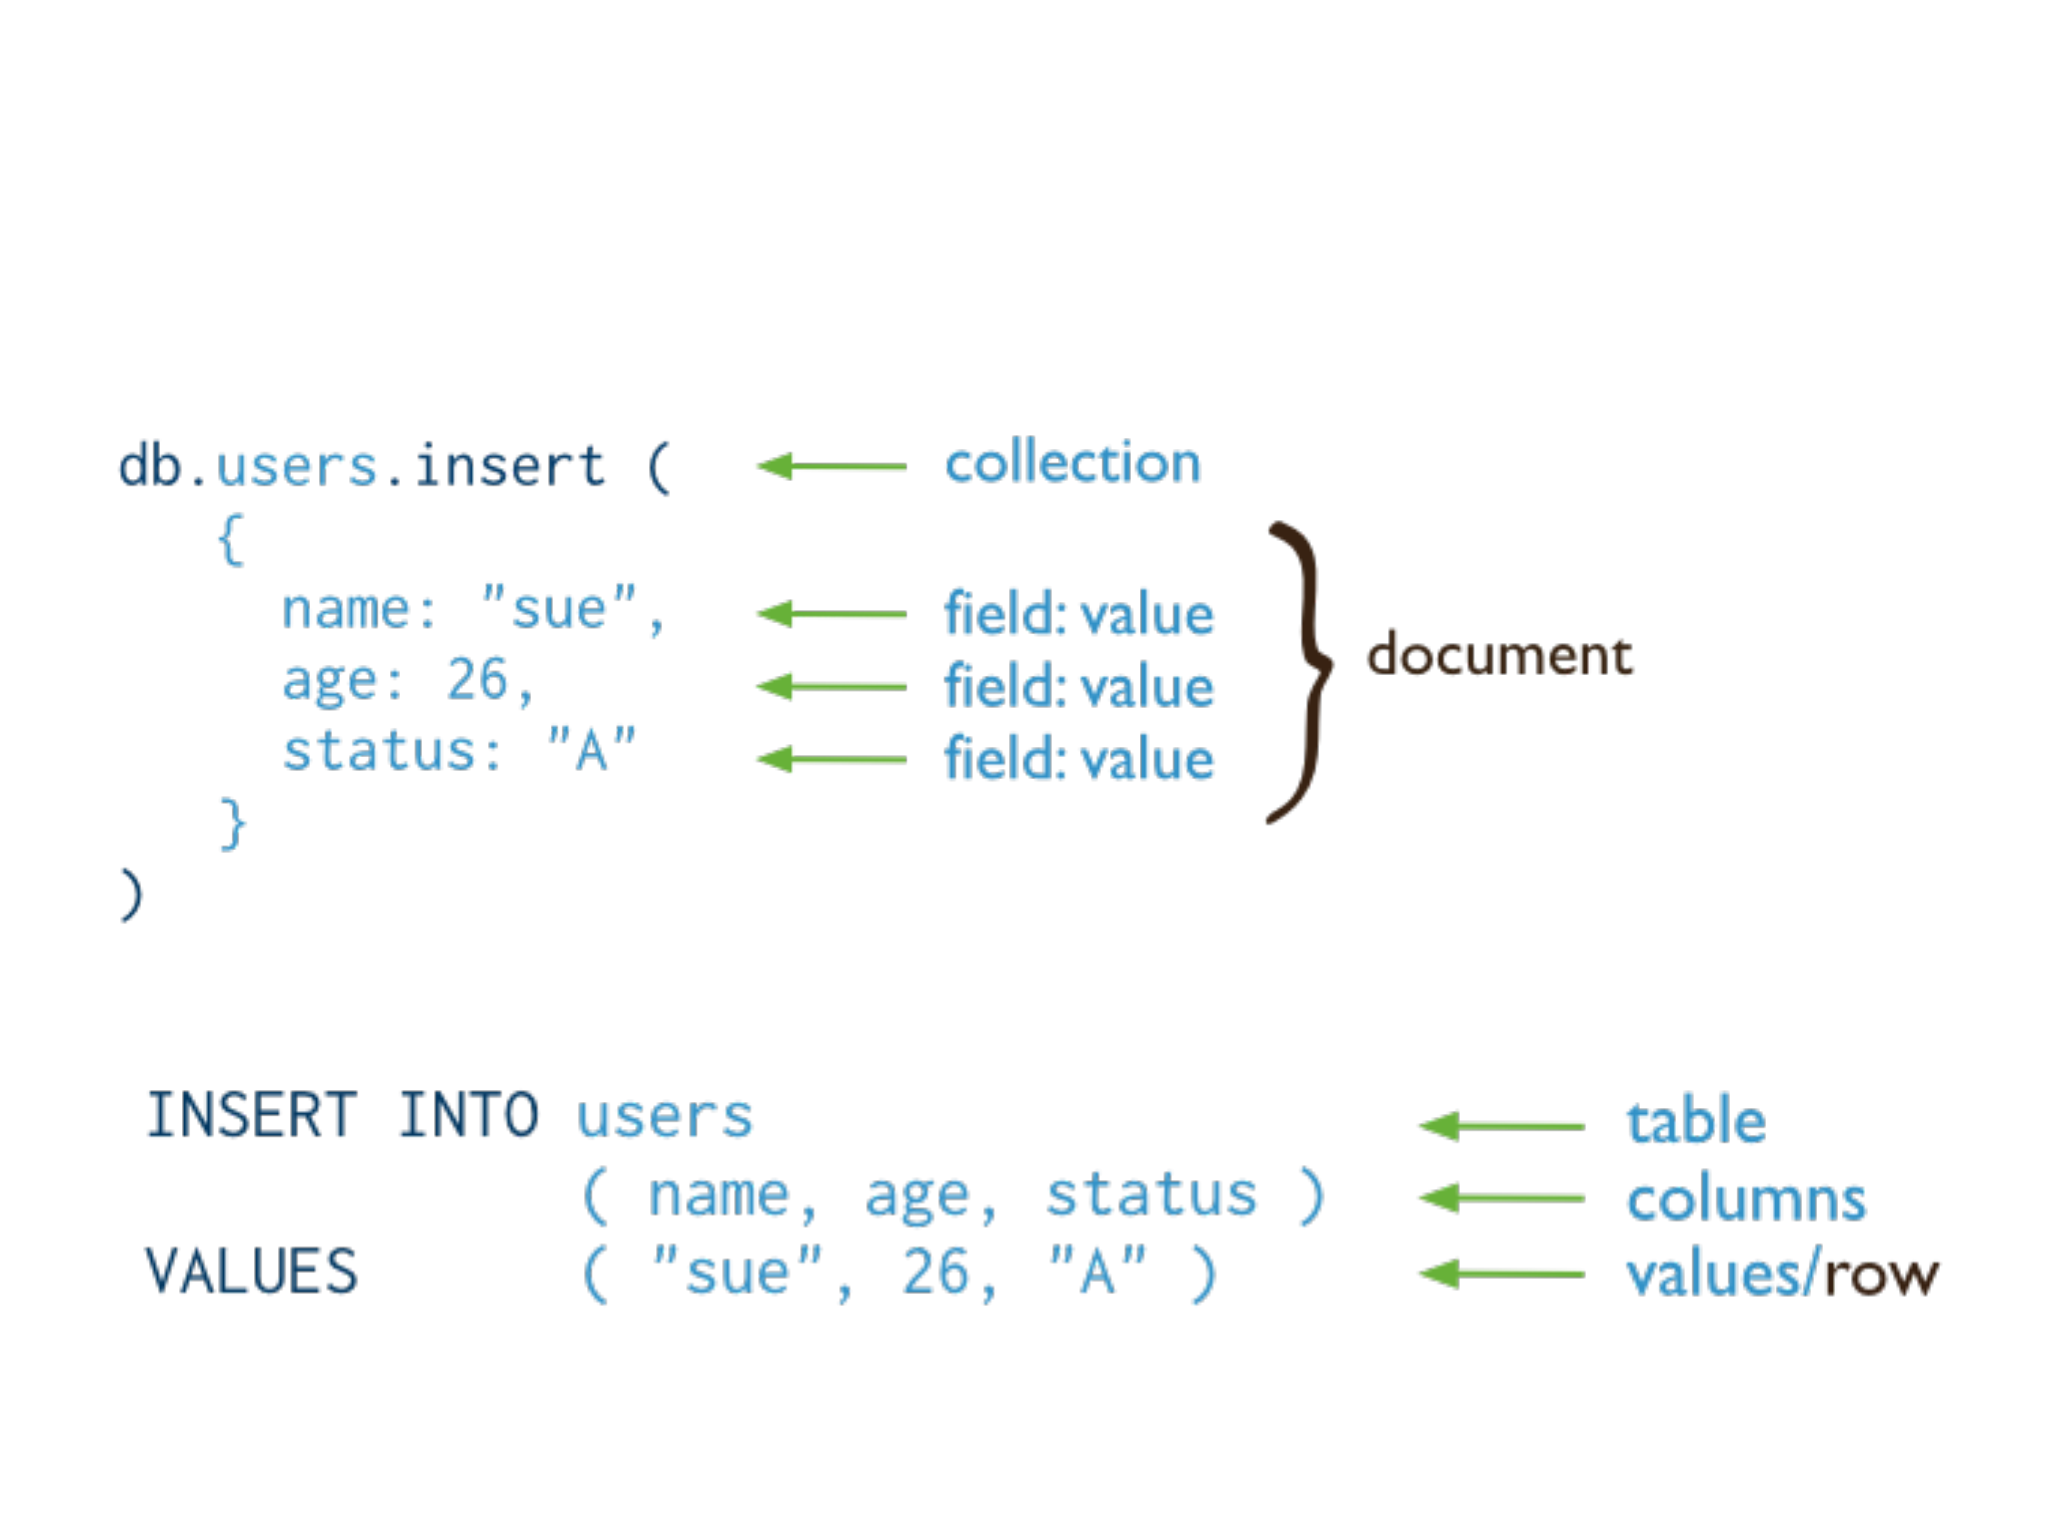 db.users.insert ( collection
{
name: "sue", field: value
age: 26, field: value
status: "A" field: value
document
}
)
INSERT INTO users table
( name, age, status ) columns
VALUES ( "sue", 26, "A" ) values/row